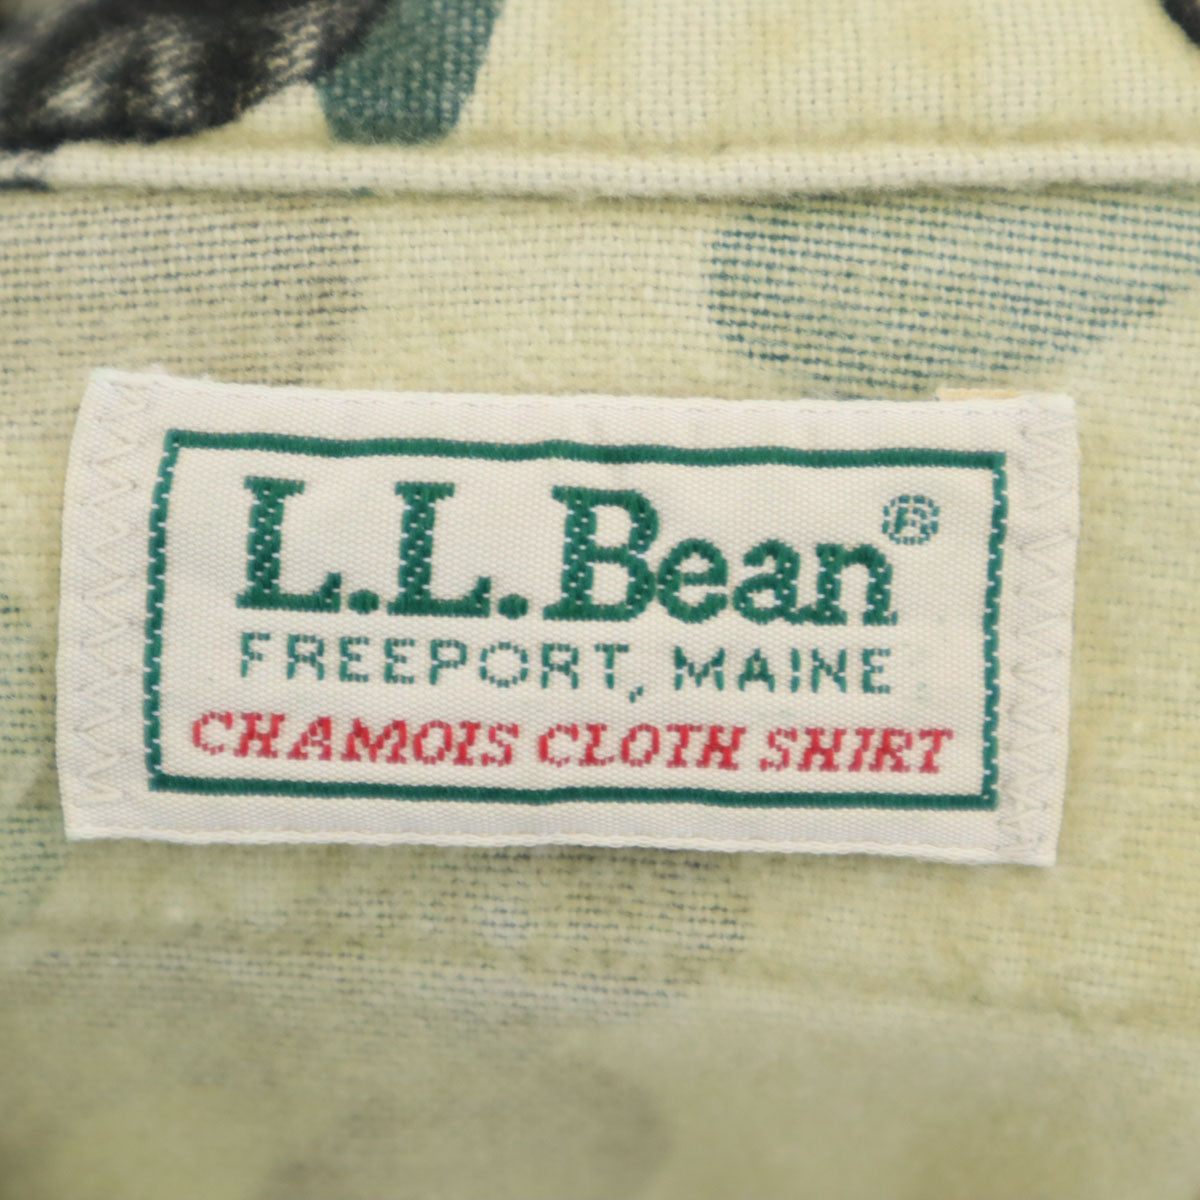 L.L.Bean®
FREEPORT, MAINE
CHAMOIS CLOTH SHIRT